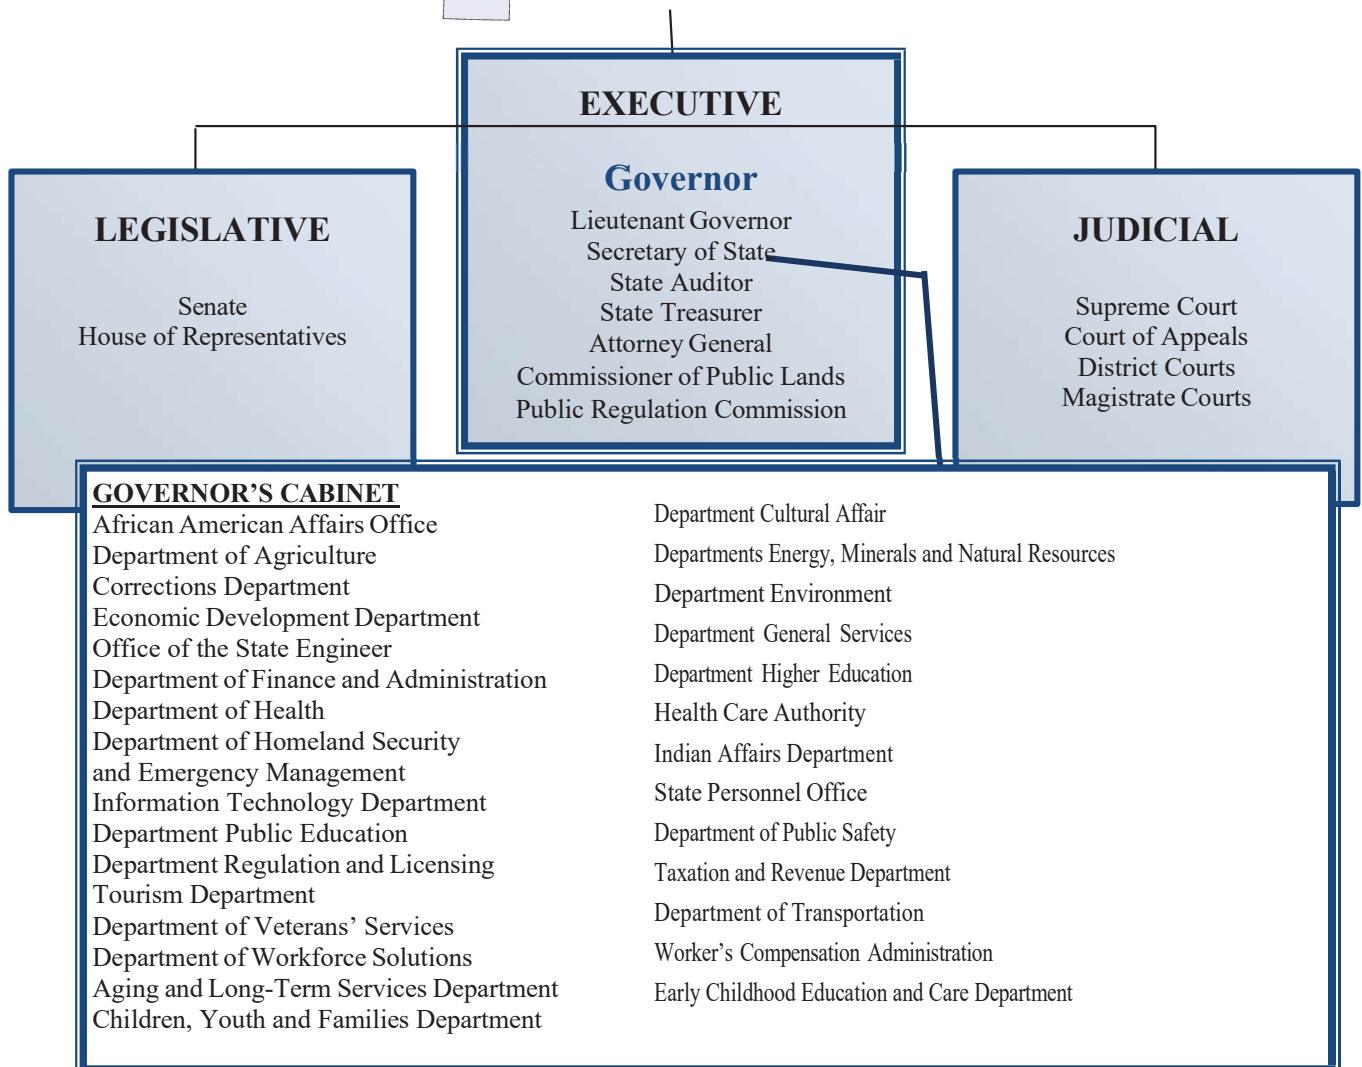 EXECUTIVE
Governor
Lieutenant Governor
Secretary of State
State Auditor
State Treasurer
Attorney General
Commissioner of Public Lands
Public Regulation Commission
LEGISLATIVE
Senate
House of Representatives
JUDICIAL
Supreme Court
Court of Appeals
District Courts
Magistrate Courts
GOVERNOR’S CABINET
African American Affairs Office
Department of Agriculture
Corrections Department
Economic Development Department
Office of the State Engineer
Department of Finance and Administration
Department of Health
Department of Homeland Security
and Emergency Management
Information Technology Department
Department Public Education
Department Regulation and Licensing
Tourism Department
Department of Veterans’ Services
Department of Workforce Solutions
Aging and Long-Term Services Department
Children, Youth and Families Department
Department Cultural Affair
Departments Energy, Minerals and Natural Resources
Department Environment
Department General Services
Department Higher Education
Health Care Authority
Indian Affairs Department
State Personnel Office
Department of Public Safety
Taxation and Revenue Department
Department of Transportation
Worker’s Compensation Administration
Early Childhood Education and Care Department